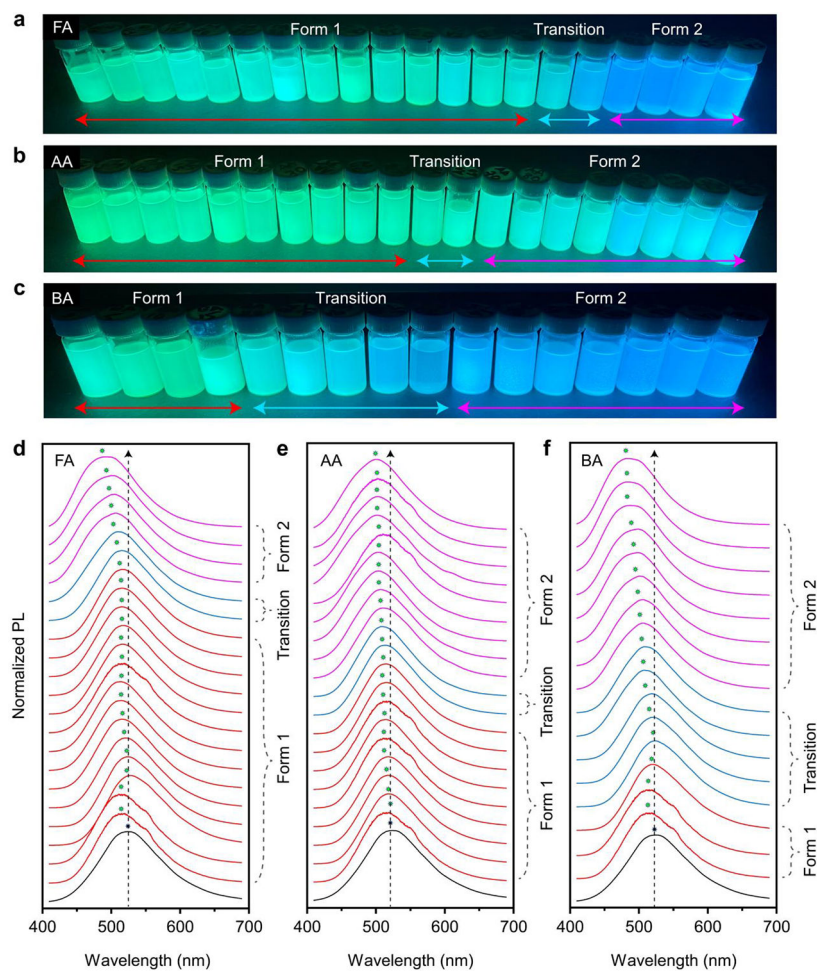 a FA Form 1 Transition Form 2
b AA Form 1 Transition Form 2
c BA Form 1 Transition Form 2
d FA
Normalized PL
Form 2
Transition
Form 1
400 500 600 700
Wavelength (nm)
e AA
Form 2
Transition
Form 1
400 500 600 700
Wavelength (nm)
f BA
Form 2
Transition
Form 1
400 500 600 700
Wavelength (nm)